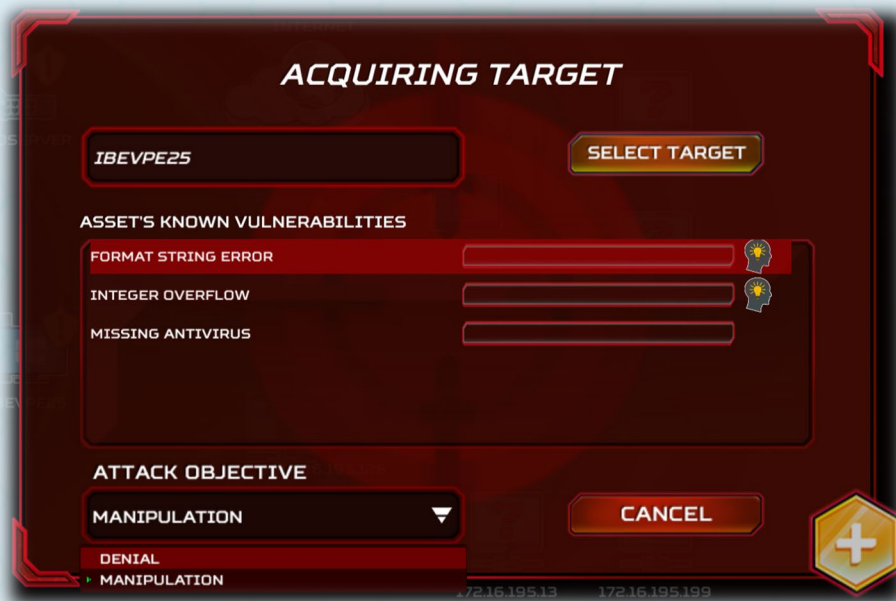 ACQUIRING TARGET
IBEVPE25
SELECT TARGET
ASSET'S KNOWN VULNERABILITIES
FORMAT STRING ERROR
INTEGER OVERFLOW
MISSING ANTIVIRUS
ATTACK OBJECTIVE
MANIPULATION
CANCEL
DENIAL
MANIPULATION
172.16.195.13 172.16.195.199